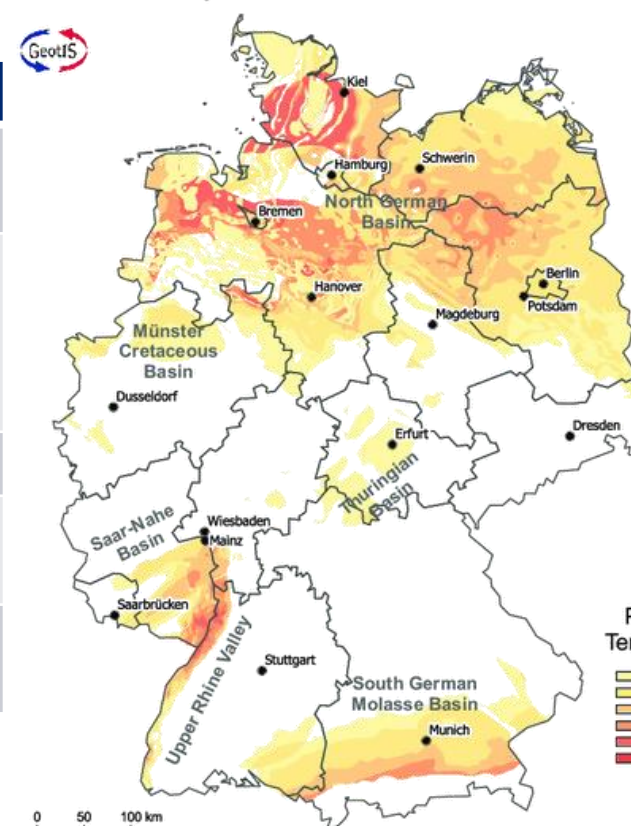 GeotIS
Kiel
Hamburg
Schwerin
North German
Basin
Bremen
Berlin
Hanover
Potsdam
Magdeburg
Münster
Cretaceous
Basin
Dusseldorf
Erfurt
Dresden
Thuringian
Basin
Saar-Nahe
Basin
Wiesbaden
Mainz
Saarbrücken
Upper Rhine Valley
Stuttgart
South German
Molasse Basin
Munich
0 50 100 km